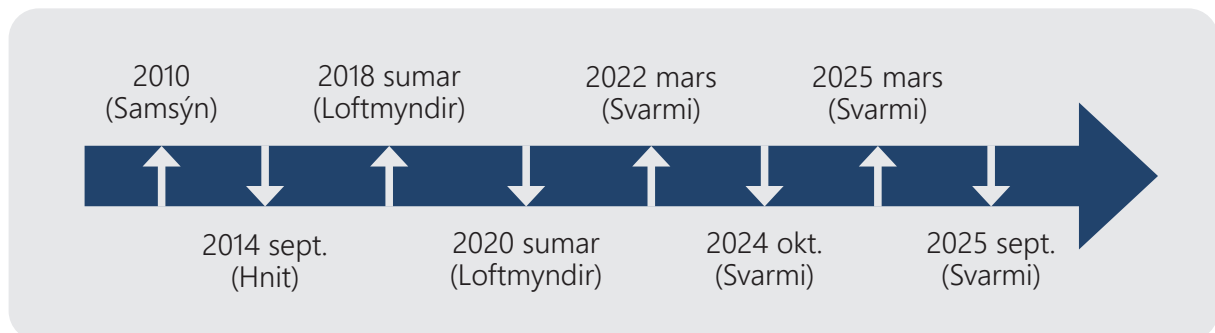 2010
(Samsýn)
2018 sumar
(Loftmyndir)
2022 mars
(Svarmi)
2025 mars
(Svarmi)
2014 sept.
(Hnit)
2020 sumar
(Loftmyndir)
2024 okt.
(Svarmi)
2025 sept.
(Svarmi)